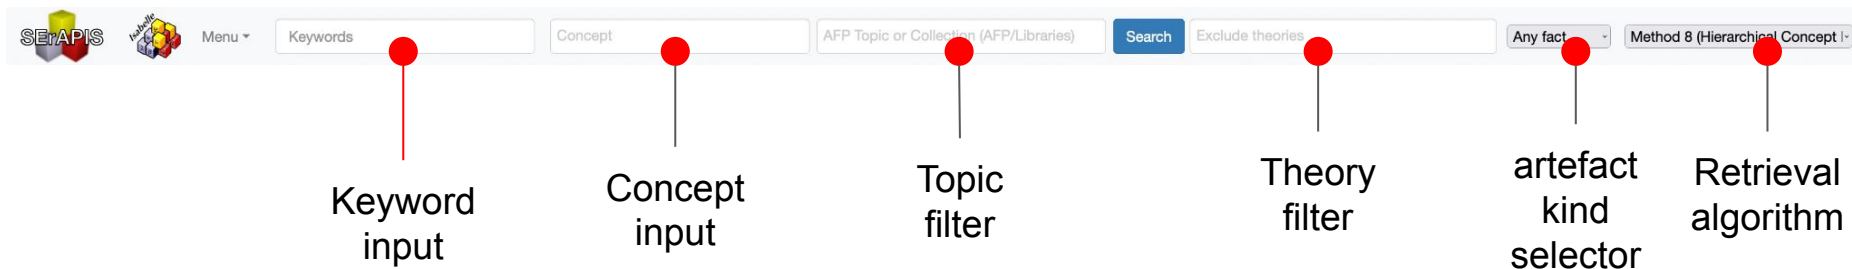 SErAPIS
Isabelle
Menu
Keywords
Concept
AFP Topic or Collection (AFP/Libraries)
Search
Exclude theories
Any fact
Method 8 (Hierarchical Concept
Keyword
input
Concept
input
Topic
filter
Theory
filter
artefact
kind
selector
Retrieval
algorithm